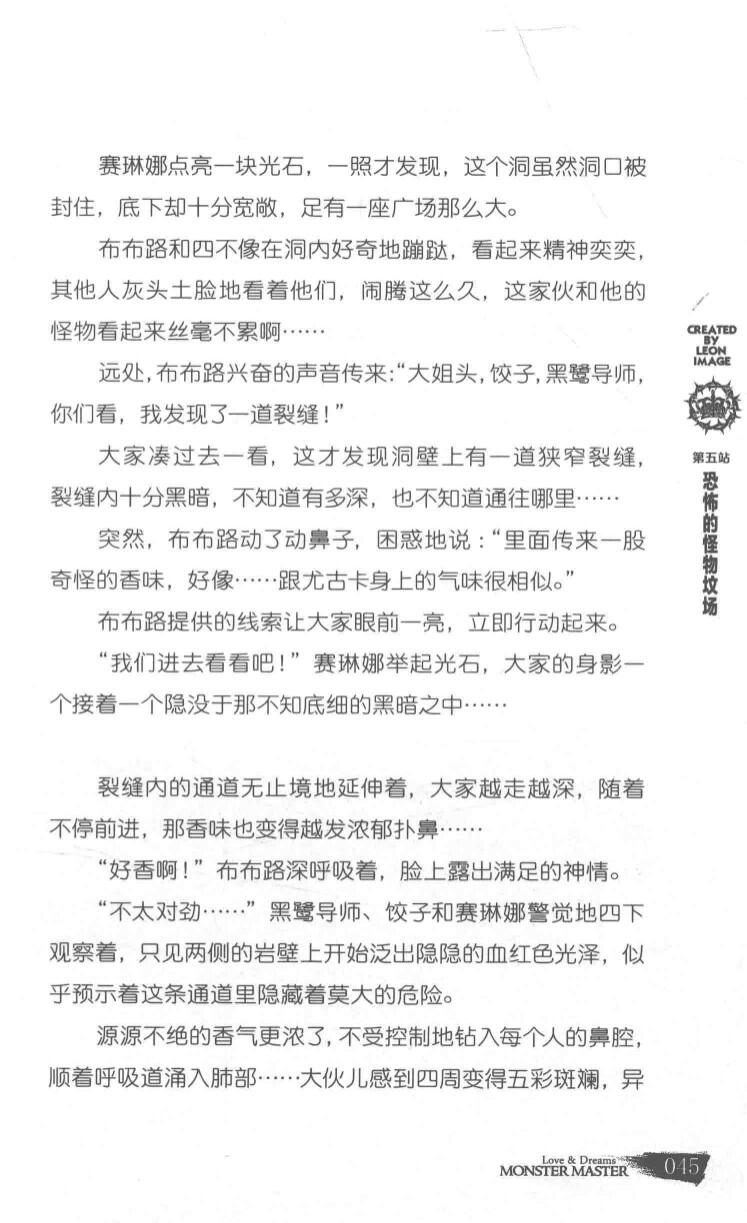 赛琳娜点亮一块光石，一照才发现，这个洞虽然洞口被
封住，底下却十分宽敞，足有一座广场那么大。
布布路和四不像在洞内好奇地蹦跶，看起来精神奕奕，
其他人灰头土脸地看着他们，闹腾这么久，这家伙和他的
怪物看起来丝毫不累啊……
远处，布布路兴奋的声音传来：“大姐头，饺子，黑鹭导师，
你们看，我发现了一道裂缝！”
大家凑过去一看，这才发现洞壁上有一道狭窄裂缝，
裂缝内十分黑暗，不知道有多深，也不知道通往哪里……
突然，布布路动了动鼻子，困惑地说：“里面传来一股
奇怪的香味，好像……跟尤古卡身上的气味很相似。”
布布路提供的线索让大家眼前一亮，立即行动起来。
“我们进去看看吧！”赛琳娜举起光石，大家的身影一
个接着一个隐没于那不知底细的黑暗之中……
裂缝内的通道无止境地延伸着，大家越走越深，随着
不停前进，那香味也变得越发浓郁扑鼻……
“好香啊！”布布路深呼吸着，脸上露出满足的神情。
“不太对劲……”黑鹭导师、饺子和赛琳娜警觉地四下
观察着，只见两侧的岩壁上开始泛出隐隐的血红色光泽，似
乎预示着这条通道里隐藏着莫大的危险。
源源不绝的香气更浓了，不受控制地钻入每个人的鼻腔，
顺着呼吸道涌入肺部……大伙儿感到四周变得五彩斑斓，异
CREATED
BY
LEON
IMAGE
第五站
恐怖的怪物坟场
Love & Dreams
MONSTER MASTER
045